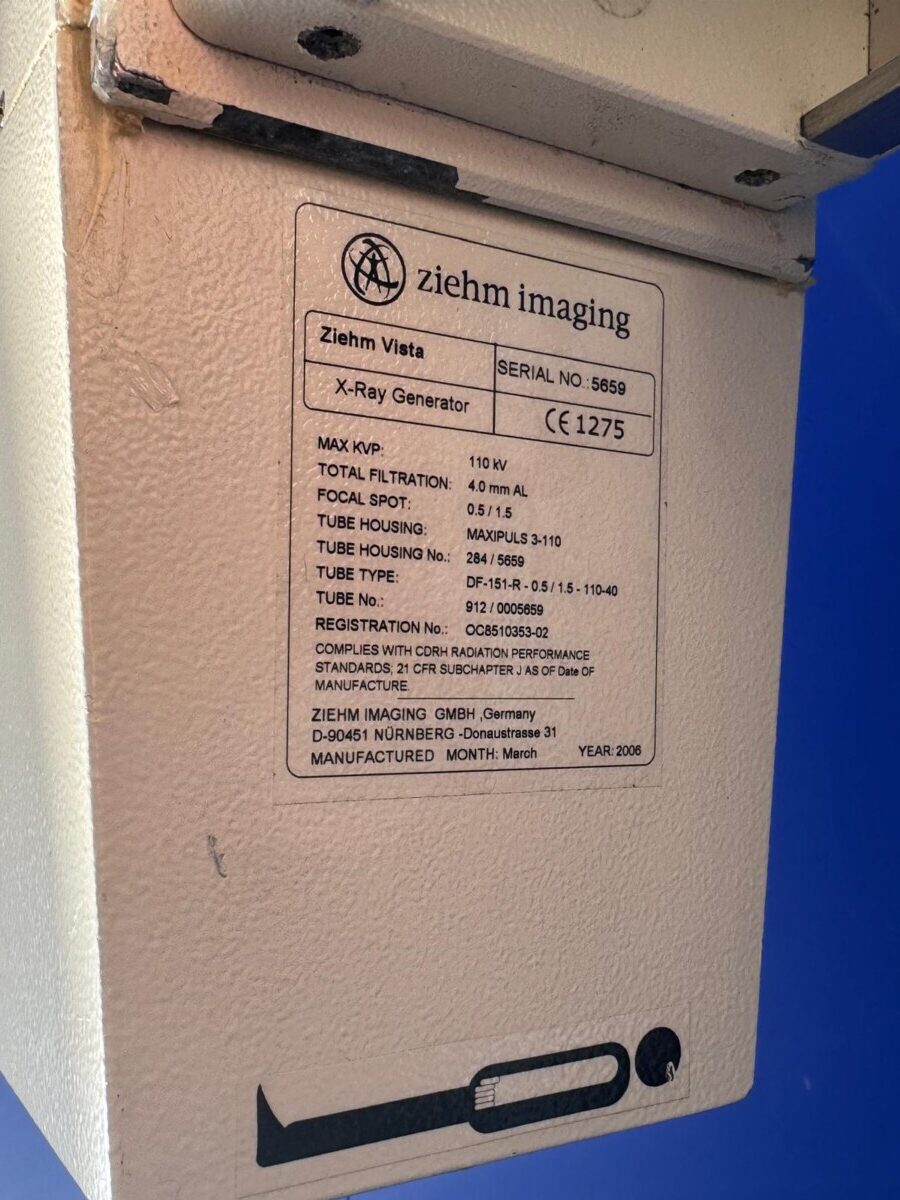 ziehm imaging
Ziehm Vista
SERIAL NO.: 5659
X-Ray Generator
CE 1275
MAX KVP: 110 kV
TOTAL FILTRATION: 4.0 mm AL
FOCAL SPOT: 0.5 / 1.5
TUBE HOUSING: MAXIPULS 3-110
TUBE HOUSING No.: 284 / 5659
TUBE TYPE: DF-151-R - 0.5 / 1.5 - 110-40
TUBE No.: 912 / 0005659
REGISTRATION No.: OC8510353-02
COMPLIES WITH CDRH RADIATION PERFORMANCE
STANDARDS; 21 CFR SUBCHAPTER J AS OF Date OF
MANUFACTURE.
ZIEHM IMAGING GMBH ,Germany
D-90451 NÜRNBERG -Donaustrasse 31
MANUFACTURED MONTH: March YEAR: 2006